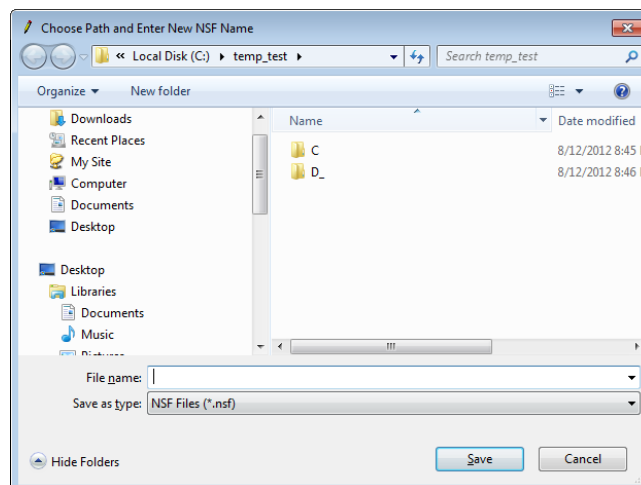 Choose Path and Enter New NSF Name
« Local Disk (C:) ▸ temp_test ▸
Search temp_test
Organize
New folder
Downloads
Recent Places
My Site
Computer
Documents
Desktop
Desktop
Libraries
Documents
Music
Name
Date modified
C
8/12/2012 8:45
D_
8/12/2012 8:46
File name:
Save as type: NSF Files (*.nsf)
Hide Folders
Save
Cancel